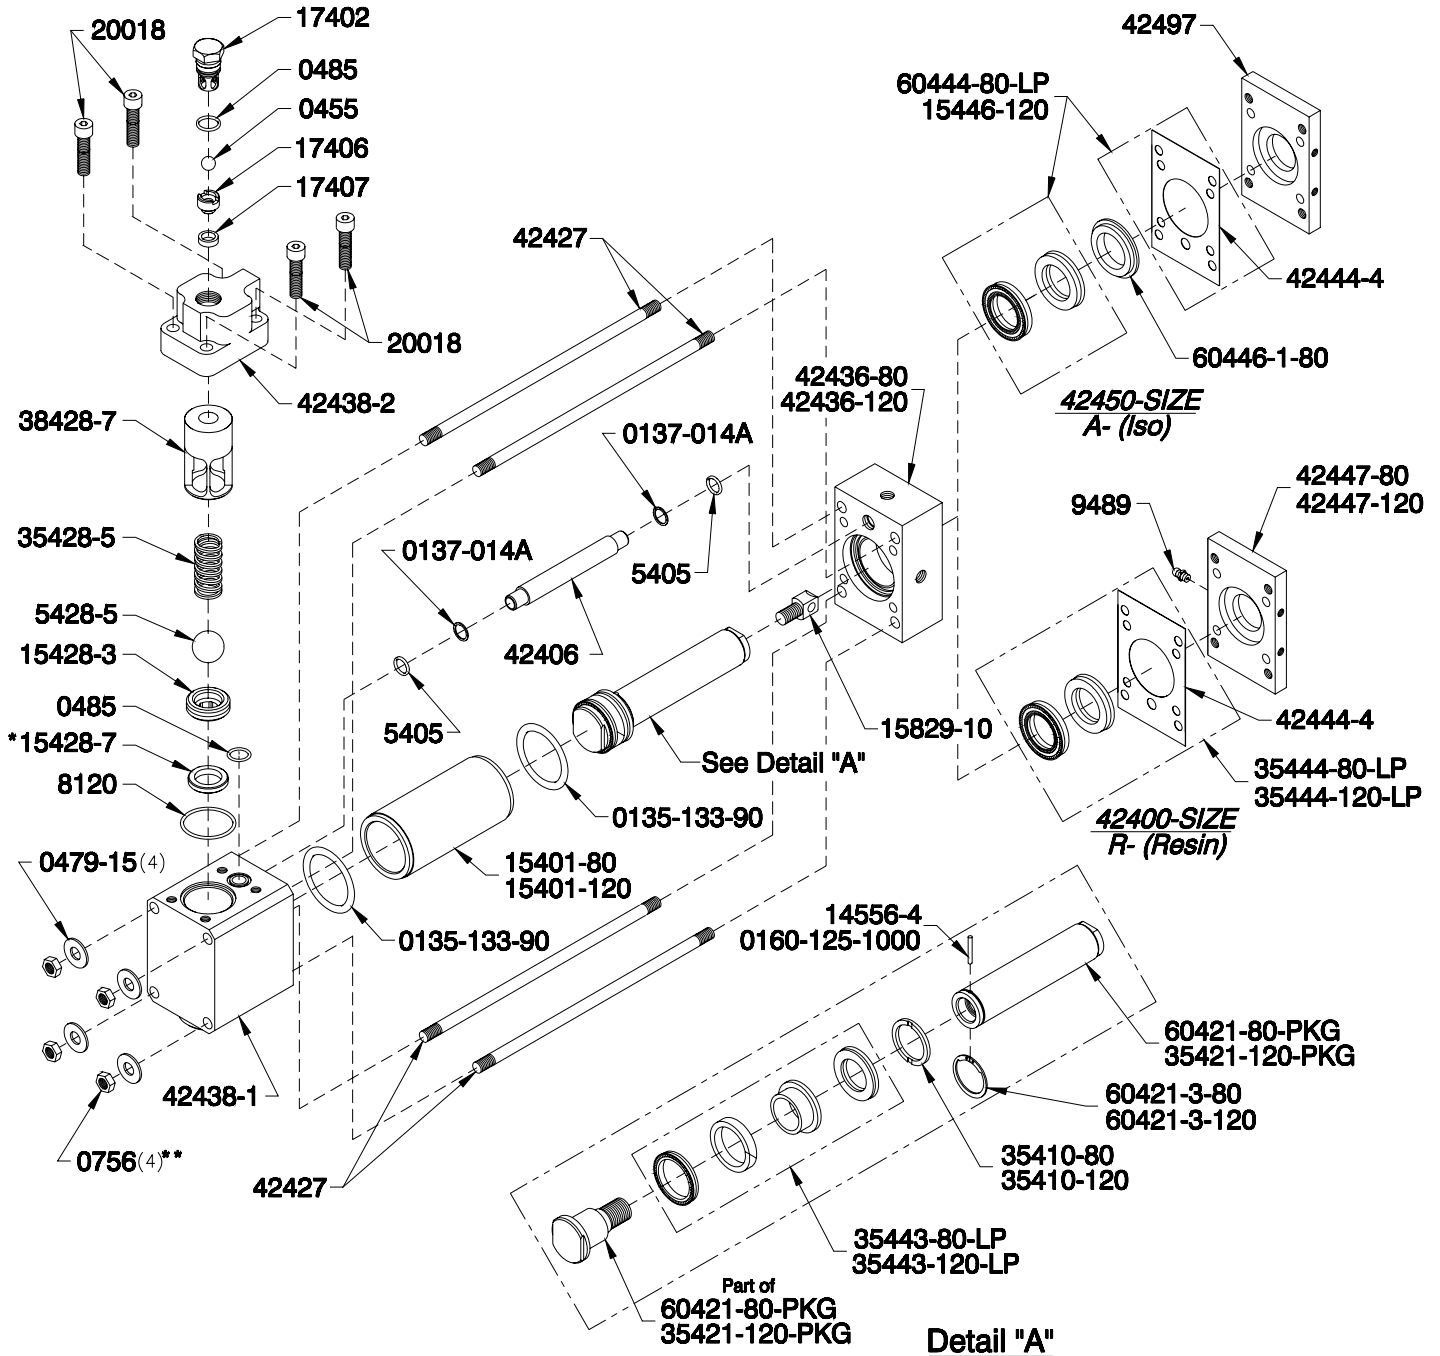 20018
17402
0485
0455
17406
17407
20018
42438-2
38428-7
35428-5
5428-5
15428-3
0485
*15428-7
8120
0479-15(4)
42438-1
0756(4)**
42427
0137-014A
0137-014A
5405
5405
42406
42436-80
42436-120
15829-10
See Detail "A"
0135-133-90
15401-80
15401-120
0135-133-90
42427
42497
60444-80-LP
15446-120
42444-4
60446-1-80
42450-SIZE
A- (Iso)
42447-80
42447-120
9489
42444-4
35444-80-LP
35444-120-LP
42400-SIZE
R- (Resin)
14556-4
0160-125-1000
60421-80-PKG
35421-120-PKG
60421-3-80
60421-3-120
35410-80
35410-120
35443-80-LP
35443-120-LP
Part of
60421-80-PKG
35421-120-PKG
Detail "A"